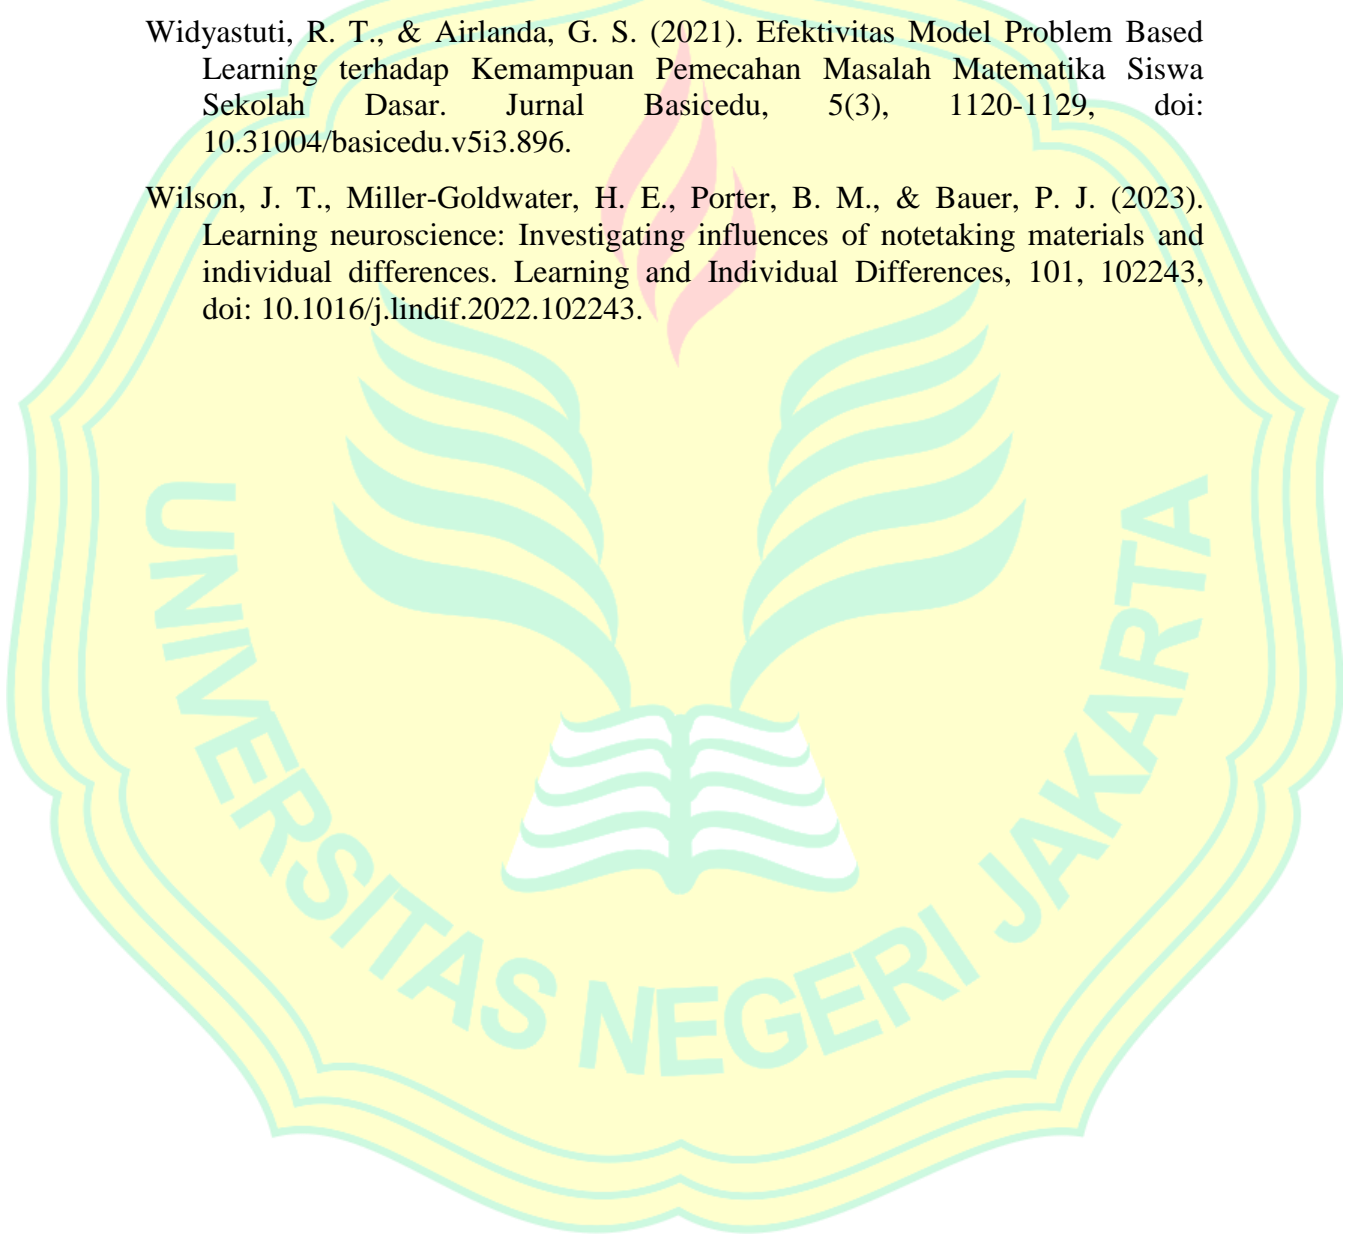 Widyastuti, R. T., & Airlanda, G. S. (2021). Efektivitas Model Problem Based
Learning terhadap Kemampuan Pemecahan Masalah Matematika Siswa
Sekolah Dasar. Jurnal Basicedu, 5(3), 1120-1129, doi:
10.31004/basicedu.v5i3.896.
Wilson, J. T., Miller-Goldwater, H. E., Porter, B. M., & Bauer, P. J. (2023).
Learning neuroscience: Investigating influences of notetaking materials and
individual differences. Learning and Individual Differences, 101, 102243,
doi: 10.1016/j.lindif.2022.102243.
UNIVERSITAS NEGERI JAKARTA